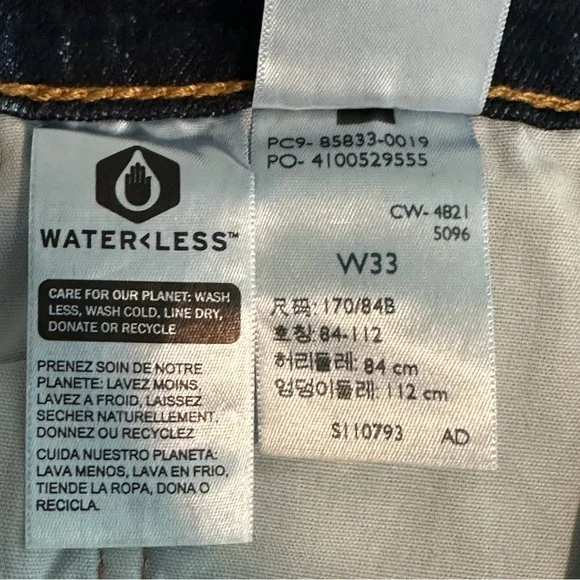 WATER<LESS™
CARE FOR OUR PLANET: WASH
LESS, WASH COLD, LINE DRY,
DONATE OR RECYCLE
PRENEZ SOIN DE NOTRE
PLANETE: LAVEZ MOINS,
LAVEZ A FROID, LAISSEZ
SECHER NATURELLEMENT,
DONNEZ OU RECYCLEZ
CUIDA NUESTRO PLANETA:
LAVA MENOS, LAVA EN FRIO,
TIENDE LA ROPA, DONA O
RECICLA.
PC9- 85833-0019
PO- 4100529555
CW- 4821
5096
W33
尺码: 170/84B
호칭 84-112
허리둘레: 84 cm
엉덩이둘레: 112 cm
S110793 AD